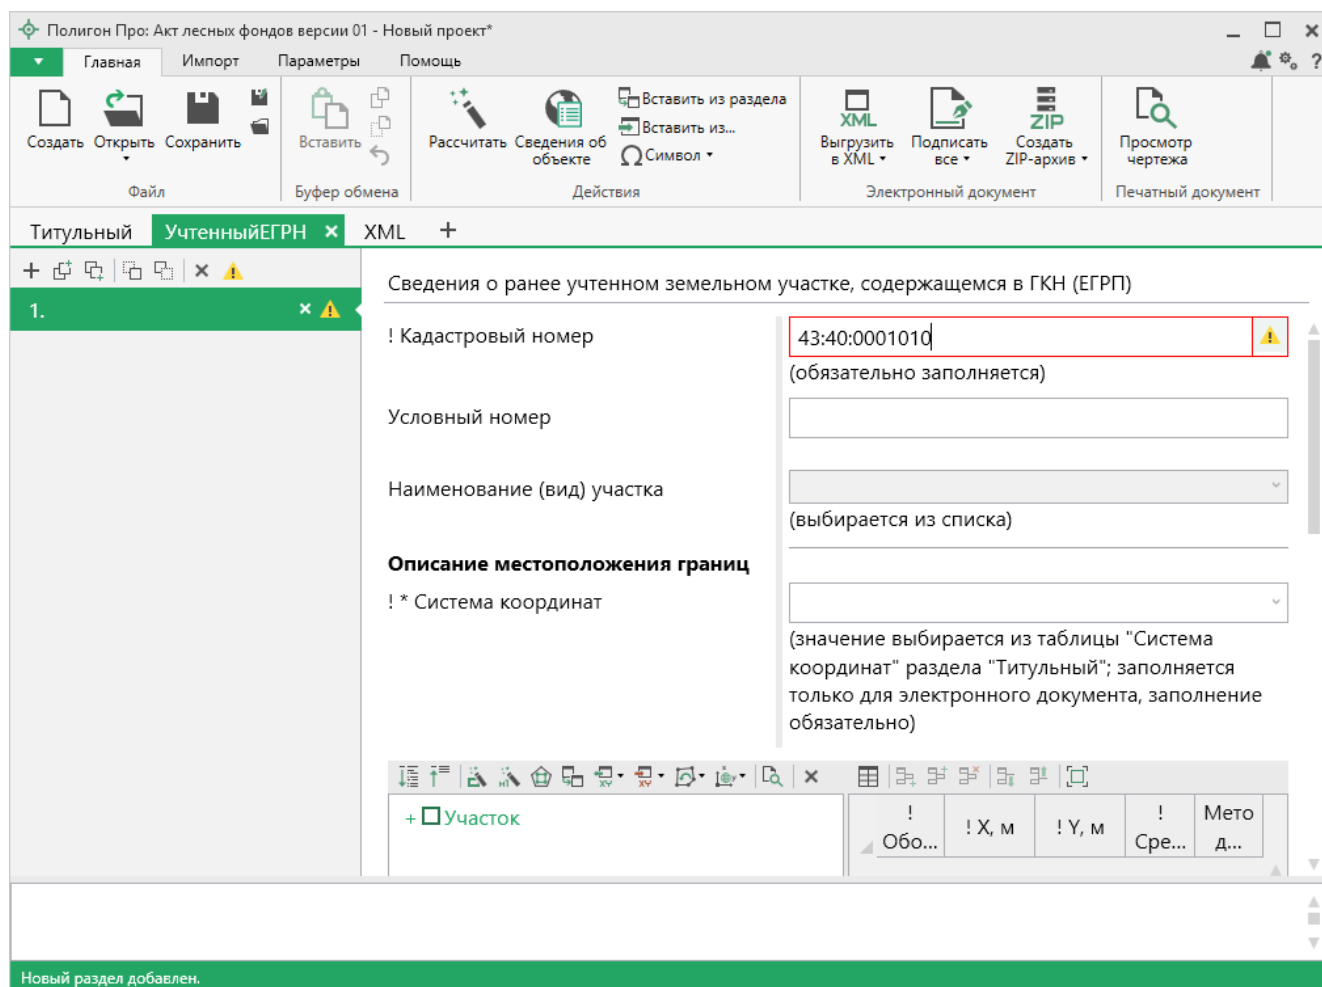 Полигон Про: Акт лесных фондов версии 01 - Новый проект*
Главная Импорт Параметры Помощь
Создать Открыть Сохранить
Вставить
Рассчитать Сведения об объекте
Вставить из раздела
Вставить из...
Символ
XML
Выгрузить в XML
Подписать все
ZIP
Создать ZIP-архив
Просмотр чертежа
Файл Буфер обмена Действия Электронный документ Печатный документ
Титульный УчтенныйЕГРН XML
1.
Сведения о ранее учтенном земельном участке, содержащемся в ГКН (ЕГРП)
! Кадастровый номер
43:40:0001010
(обязательно заполняется)
Условный номер
Наименование (вид) участка
(выбирается из списка)
Описание местоположения границ
! * Система координат
(значение выбирается из таблицы "Система
координат" раздела "Титульный"; заполняется
только для электронного документа, заполнение
обязательно)
+ Участок
! Обо... ! X, м ! Y, м ! Сре... Мето д...
Новый раздел добавлен.